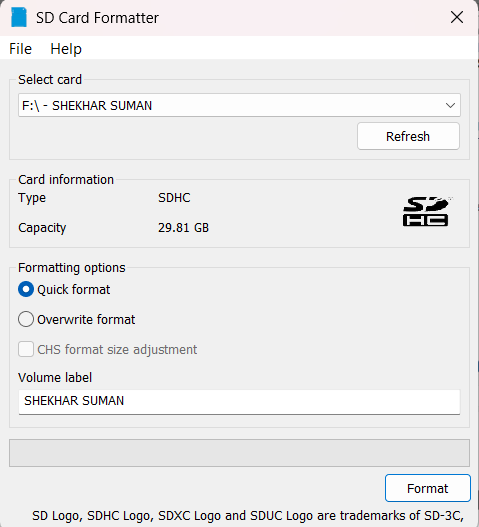 SD Card Formatter
File Help
Select card
F:\ - SHEKHAR SUMAN
Refresh
Card information
Type SDHC
Capacity 29.81 GB
SD
HC
Formatting options
Quick format
Overwrite format
CHS format size adjustment
Volume label
SHEKHAR SUMAN
Format
SD Logo, SDHC Logo, SDXC Logo and SDUC Logo are trademarks of SD-3C,